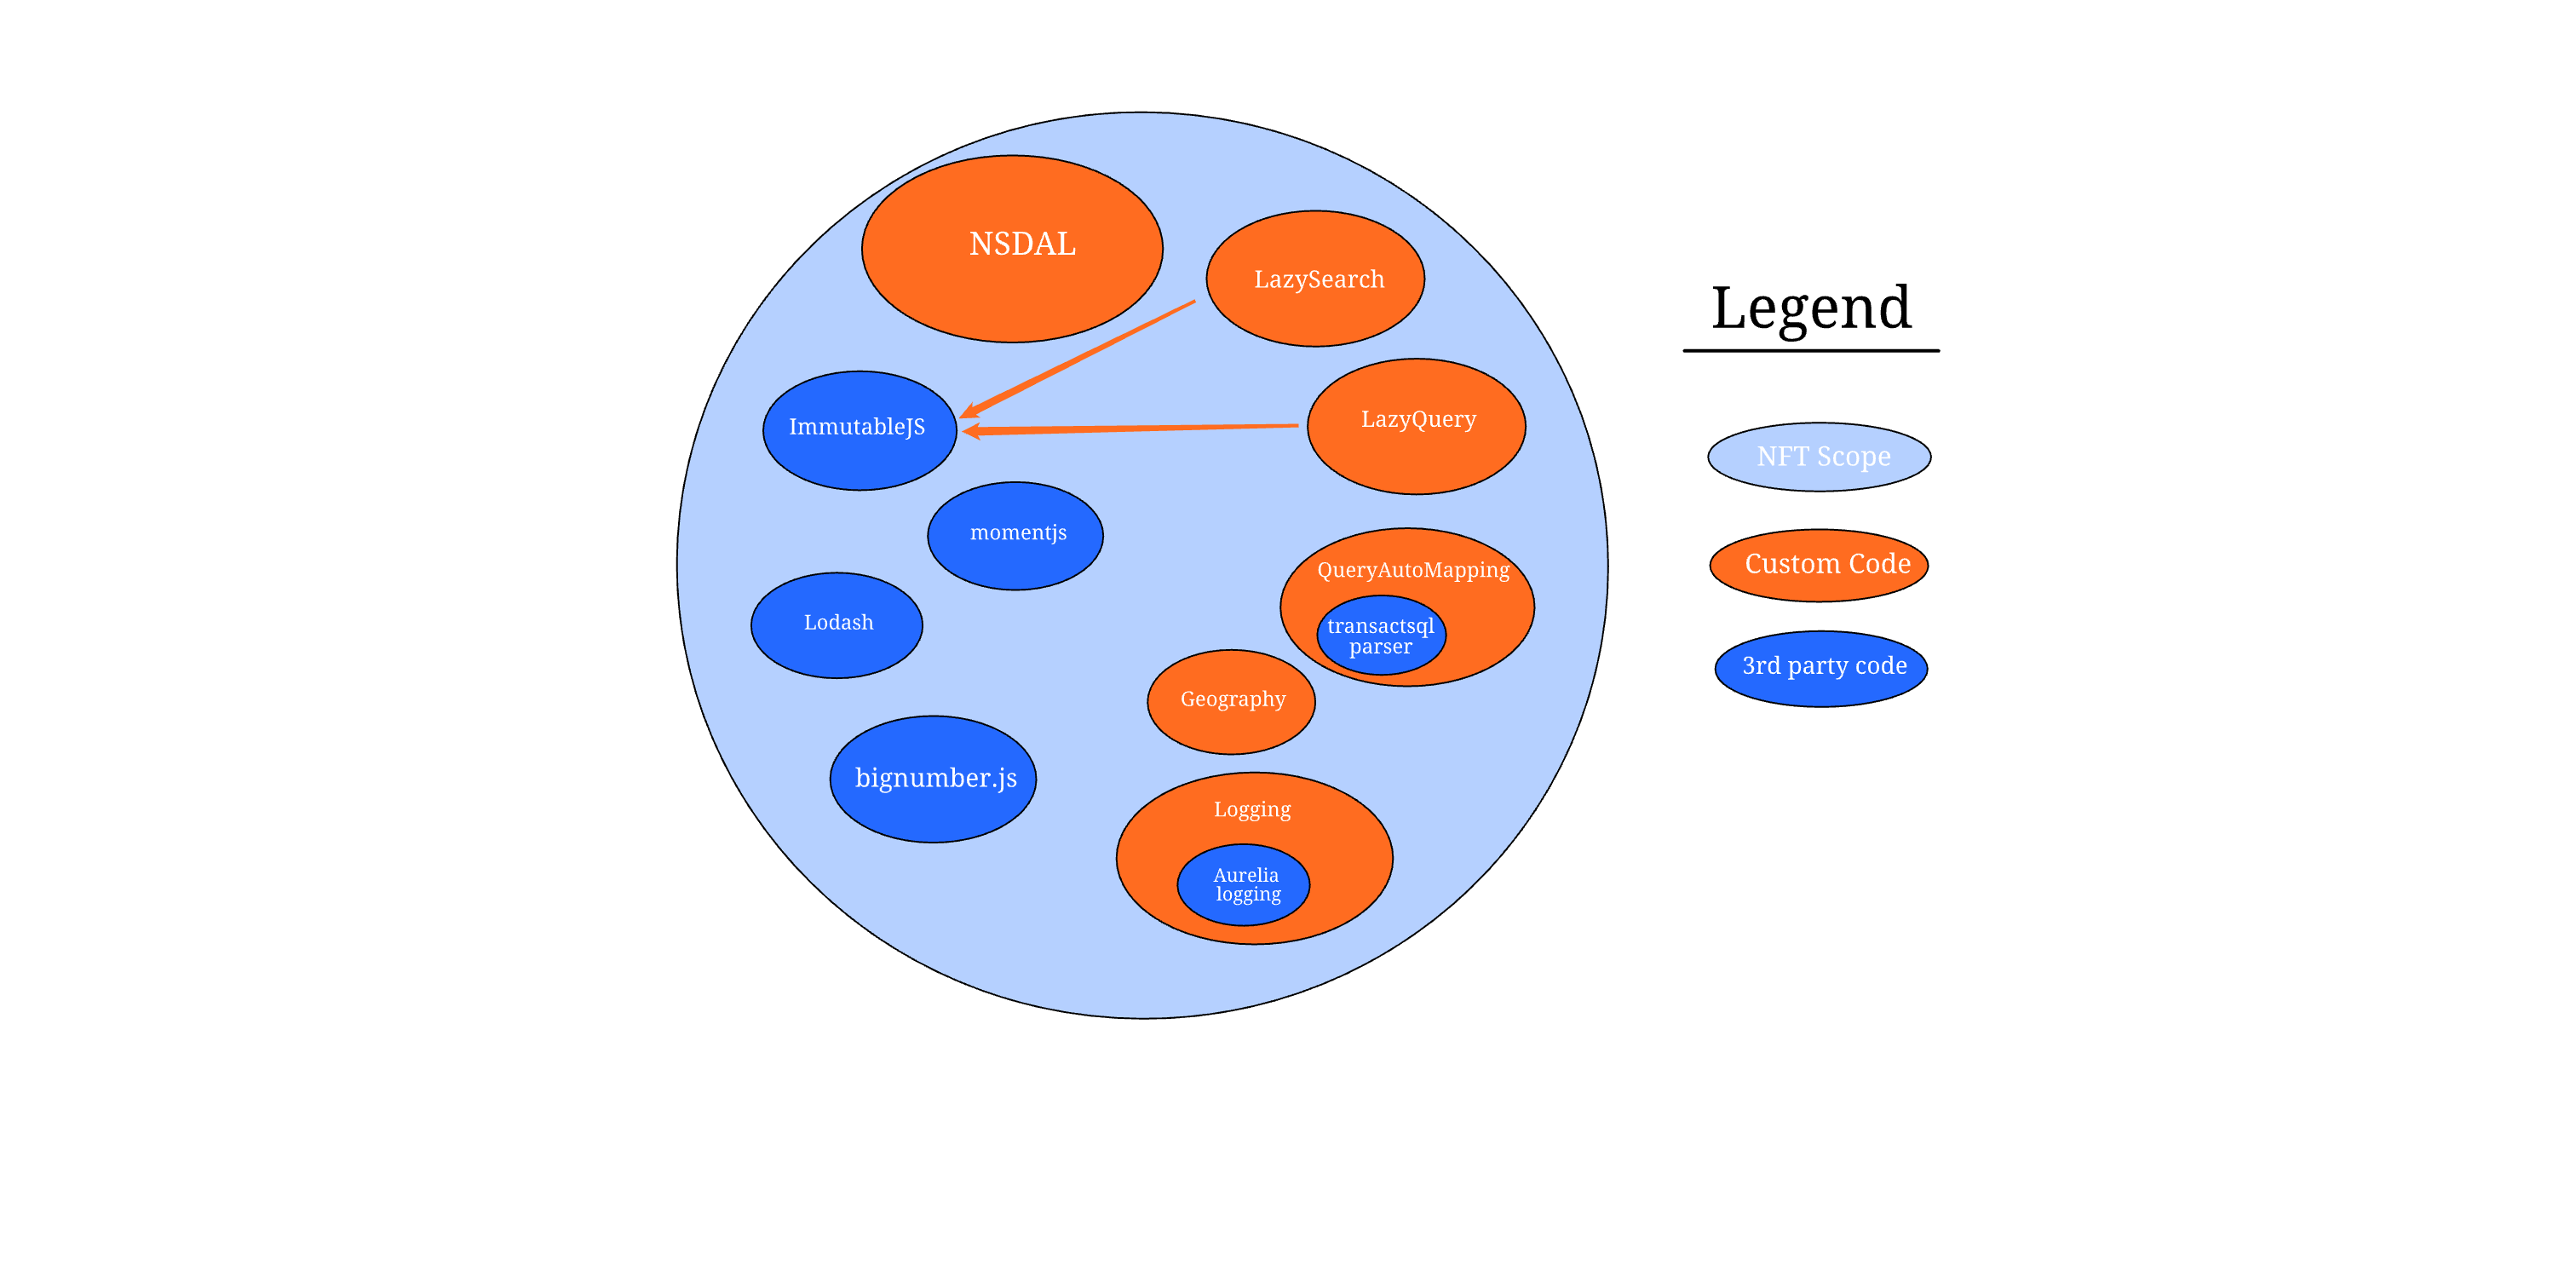 NSDAL
LazySearch
ImmutableJS
LazyQuery
momentjs
QueryAutoMapping
transactsql
parser
Lodash
Geography
bignumber.js
Logging
Aurelia
logging
Legend
NFT Scope
Custom Code
3rd party code